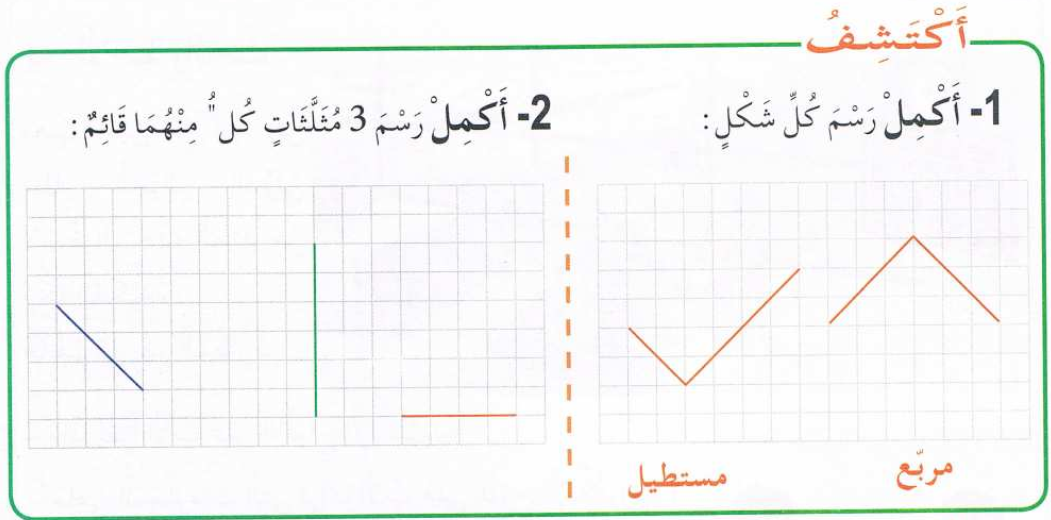 أَكْتَشِفُ
1- أَكْمِلْ رَسْمَ كُلِّ شَكْلٍ:
2- أَكْمِلْ رَسْمَ 3 مُثَلَّثَاتٍ كُل ٌّ مِنْهُمَا قَائِمٌ:
مربّع
مستطيل